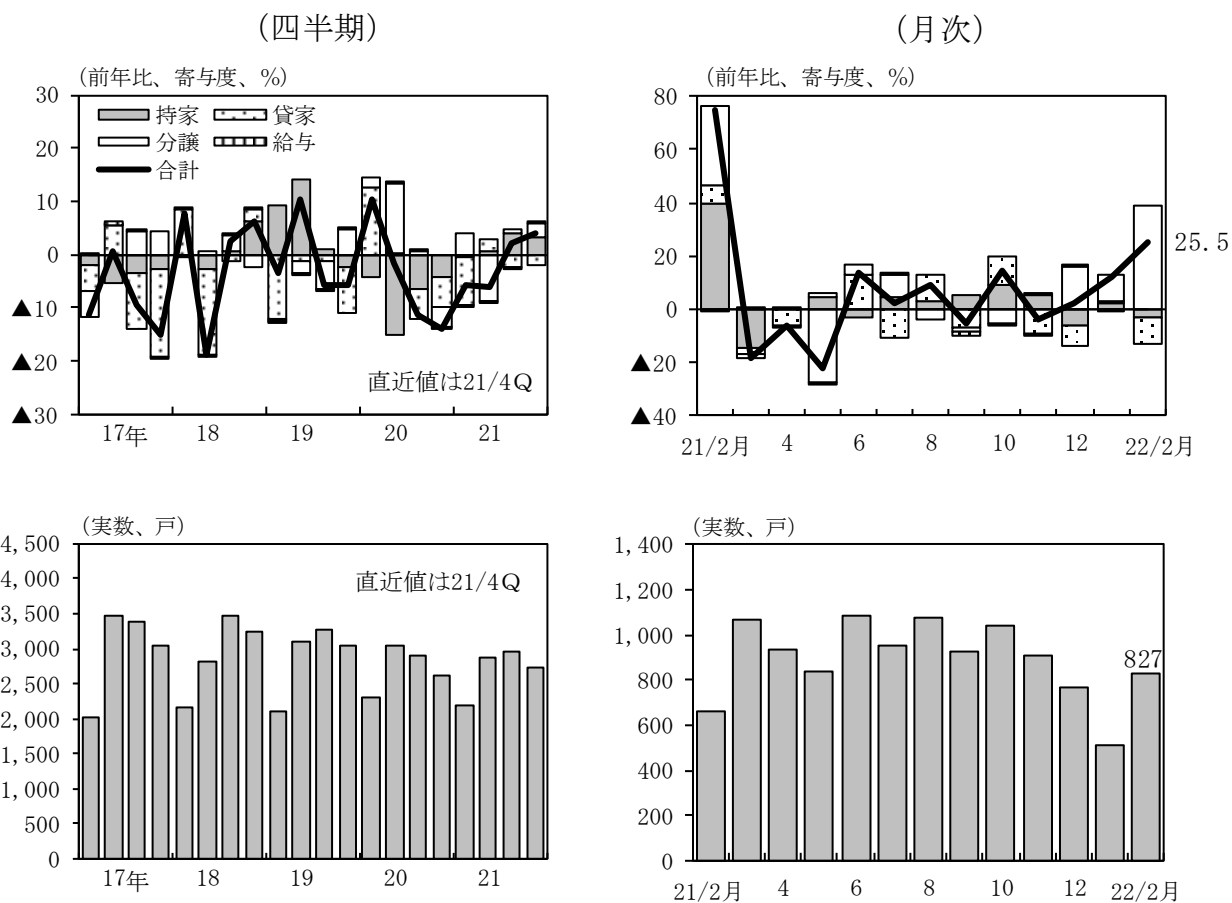 (四半期)
(前年比、寄与度、%)
30
20
10
0
▲10
▲20
▲30
持家
貸家
分譲
給与
合計
直近値は21/4Q
17年
18
19
20
21
(月次)
(前年比、寄与度、%)
80
60
40
20
0
▲20
▲40
25.5
21/2月
4
6
8
10
12
22/2月
(実数、戸)
4,500
4,000
3,500
3,000
2,500
2,000
1,500
1,000
500
0
直近値は21/4Q
17年
18
19
20
21
(実数、戸)
1,400
1,200
1,000
800
600
400
200
0
827
21/2月
4
6
8
10
12
22/2月